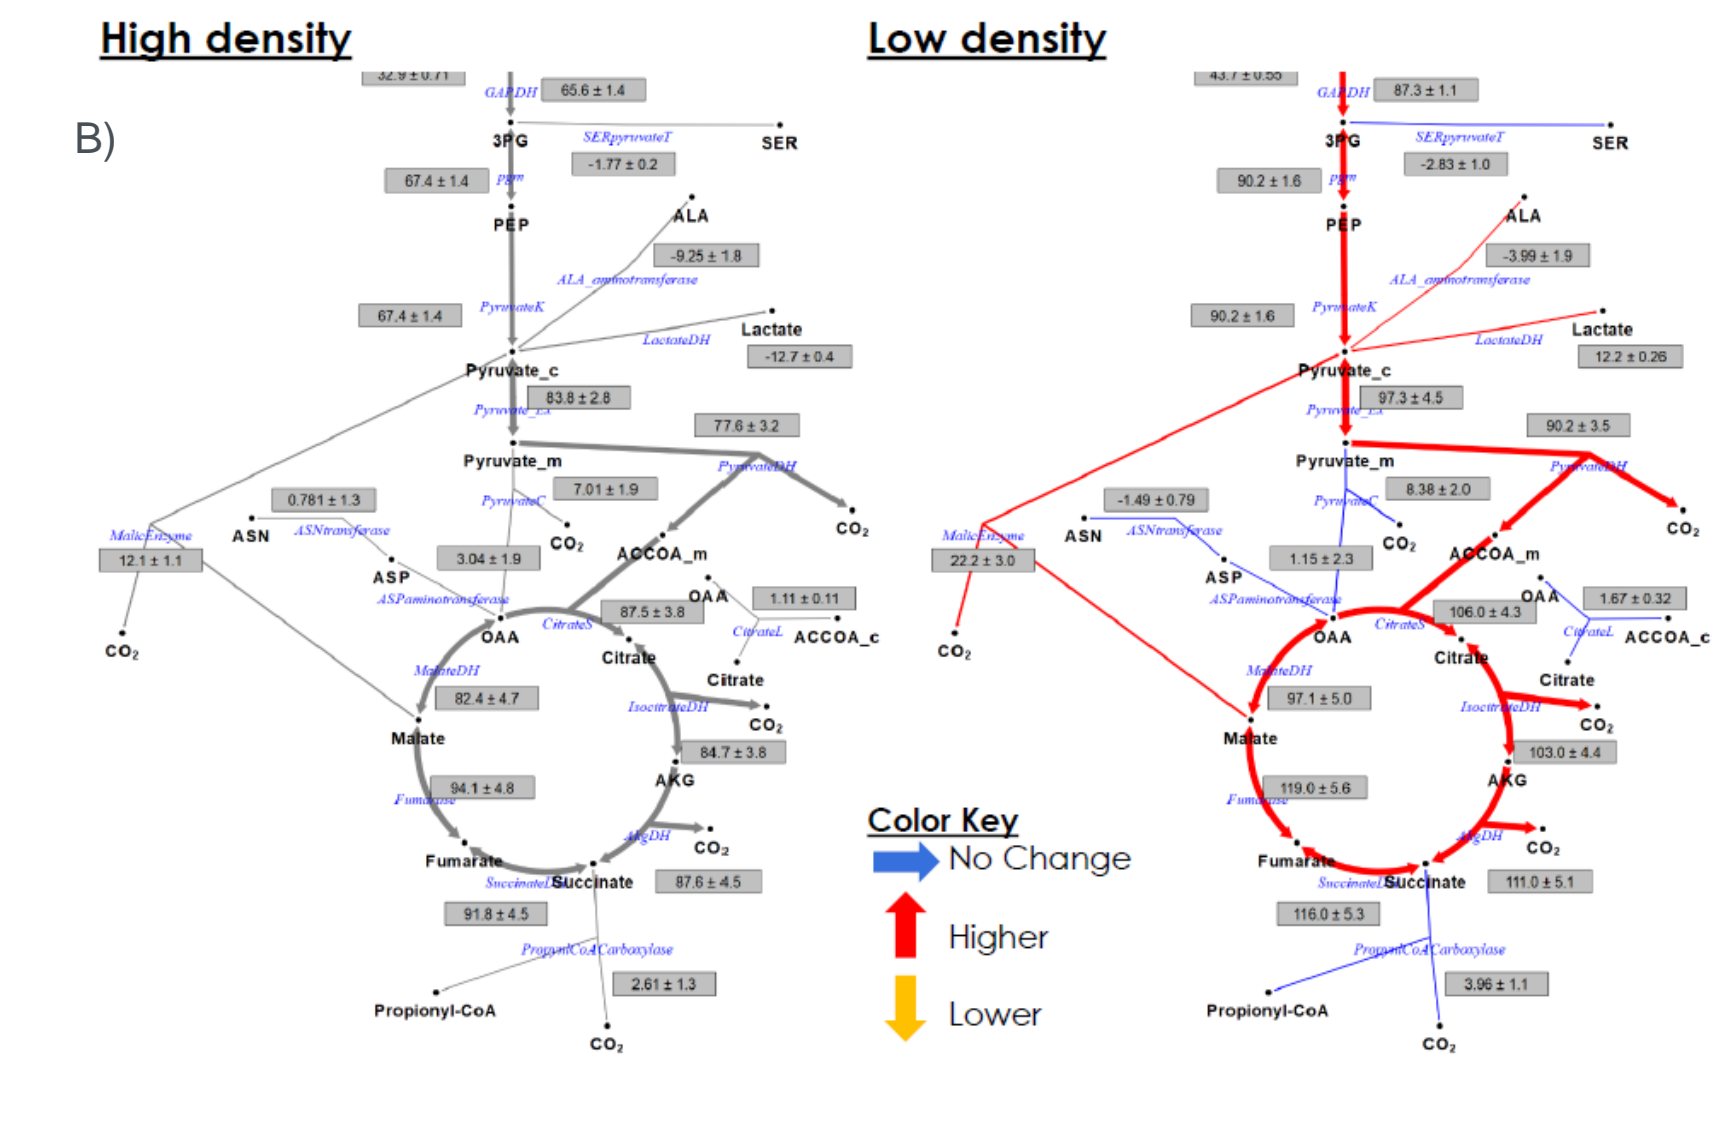 High density
32.9 ± 0.71
GAPDH
65.6 ± 1.4
B)
3PG
SERpyruvateT
SER
-1.77 ± 0.2
67.4 ± 1.4
Pgm
PEP
ALA
-9.25 ± 1.8
ALA_aminotransferase
67.4 ± 1.4
PyruvateK
Lactate
LactateDH
-12.7 ± 0.4
Pyruvate_c
83.8 ± 2.8
Pyruvate_Ex
77.6 ± 3.2
Pyruvate_m
PyruvateDH
7.01 ± 1.9
PyruvateC
0.781 ± 1.3
ASN
ASNtransferase
CO2
MalicEnzyme
12.1 ± 1.1
CO2
ACCOA_m
3.04 ± 1.9
ASP
ASPaminotransferase
OAA
1.11 ± 0.11
87.5 ± 3.8
CitrateS
CitrateL
ACCOA_c
OAA
CO2
Citrate
MalateDH
Citrate
82.4 ± 4.7
IsocitrateDH
CO2
Malate
84.7 ± 3.8
AKG
94.1 ± 4.8
Fumarase
AkgDH
CO2
Fumarate
SuccinateDH
Succinate
87.6 ± 4.5
91.8 ± 4.5
PropynlCoACarboxylase
2.61 ± 1.3
Propionyl-CoA
CO2
Low density
43.7 ± 0.55
GAPDH
87.3 ± 1.1
3PG
SERpyruvateT
SER
-2.83 ± 1.0
90.2 ± 1.6
Pgm
PEP
ALA
-3.99 ± 1.9
ALA_aminotransferase
90.2 ± 1.6
PyruvateK
Lactate
LactateDH
12.2 ± 0.26
Pyruvate_c
97.3 ± 4.5
Pyruvate_Ex
90.2 ± 3.5
Pyruvate_m
PyruvateDH
8.38 ± 2.0
PyruvateC
-1.49 ± 0.79
ASN
ASNtransferase
CO2
MalicEnzyme
22.2 ± 3.0
CO2
ACCOA_m
1.15 ± 2.3
ASP
ASPaminotransferase
OAA
1.67 ± 0.32
106.0 ± 4.3
CitrateS
CitrateL
ACCOA_c
OAA
CO2
Citrate
MalateDH
Citrate
97.1 ± 5.0
IsocitrateDH
CO2
Malate
103.0 ± 4.4
AKG
119.0 ± 5.6
Fumarase
AkgDH
CO2
Fumarate
SuccinateDH
Succinate
111.0 ± 5.1
116.0 ± 5.3
PropynlCoACarboxylase
3.96 ± 1.1
Propionyl-CoA
CO2
Color Key
No Change
Higher
Lower